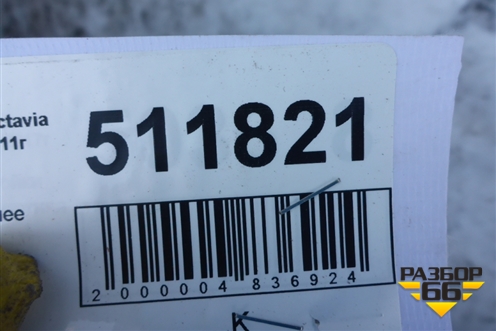 ctavia
11г
511821
нее
2000004836924
К
РАЗБОР
66